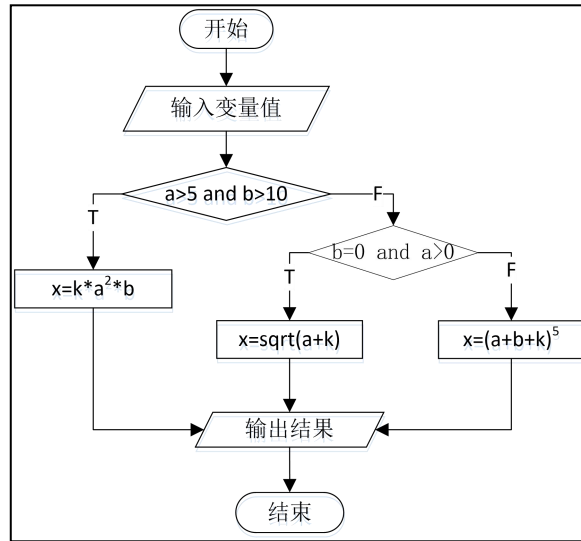 开始
输入变量值
a>5 and b>10
T
F
b=0 and a>0
T
F
x=k*a²*b
x=sqrt(a+k)
x=(a+b+k)⁵
输出结果
结束